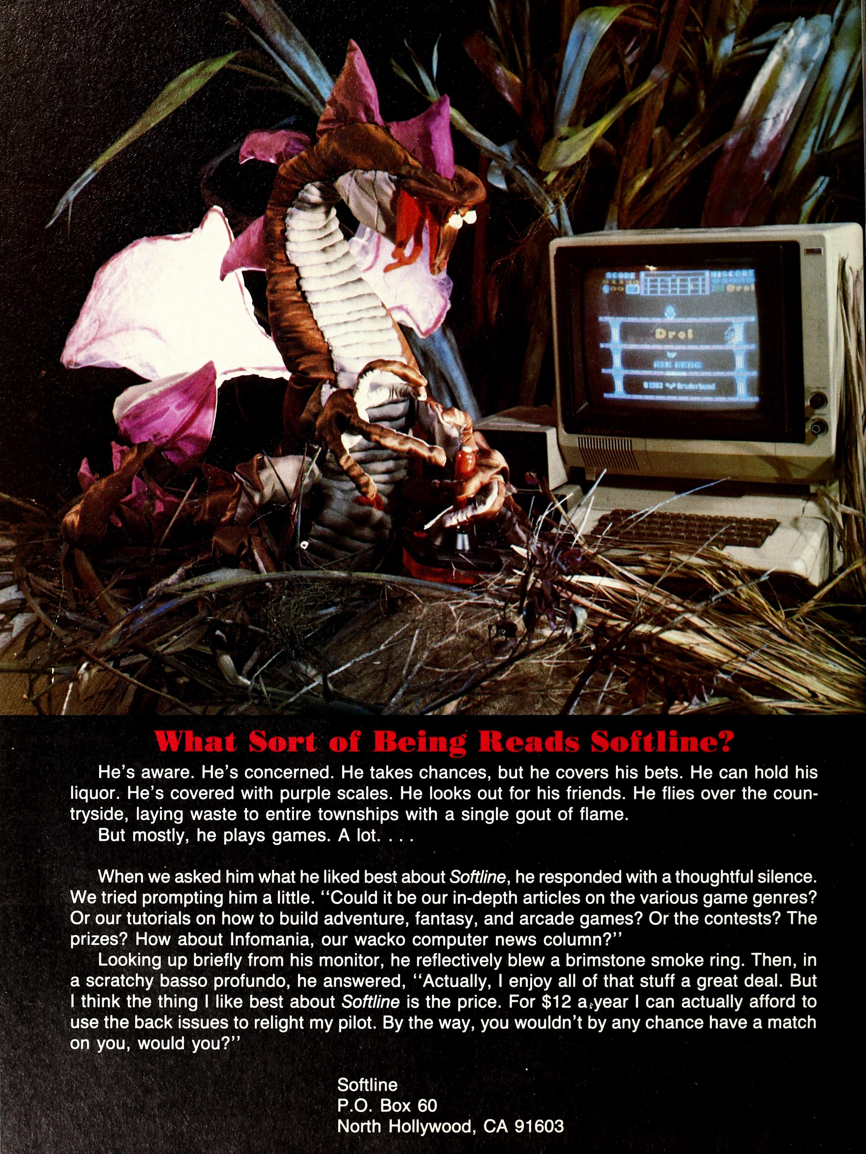 SCORE
HISCORE
Drol
Drol
AIK BENG
©1983 Broderbund
What Sort of Being Reads Softline?
He's aware. He's concerned. He takes chances, but he covers his bets. He can hold his
liquor. He's covered with purple scales. He looks out for his friends. He flies over the coun-
tryside, laying waste to entire townships with a single gout of flame.
But mostly, he plays games. A lot. . . .
When we asked him what he liked best about Softline, he responded with a thoughtful silence.
We tried prompting him a little. ‘‘Could it be our in-depth articles on the various game genres?
Or our tutorials on how to build adventure, fantasy, and arcade games? Or the contests? The
prizes? How about Infomania, our wacko computer news column?’’
Looking up briefly from his monitor, he reflectively blew a brimstone smoke ring. Then, in
a scratchy basso profundo, he answered, ‘‘Actually, I enjoy all of that stuff a great deal. But
I think the thing I like best about Softline is the price. For $12 a year I can actually afford to
use the back issues to relight my pilot. By the way, you wouldn't by any chance have a match
on you, would you?’’
Softline
P.O. Box 60
North Hollywood, CA 91603